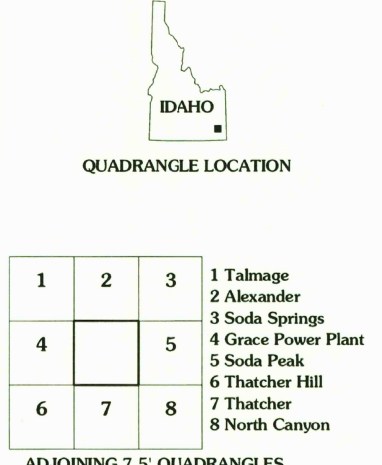 IDAHO
QUADRANGLE LOCATION
1 2 3
4 5
6 7 8
1 Talmage
2 Alexander
3 Soda Springs
4 Grace Power Plant
5 Soda Peak
6 Thatcher Hill
7 Thatcher
8 North Canyon
ADJOINING 7.5' QUADRANGLES